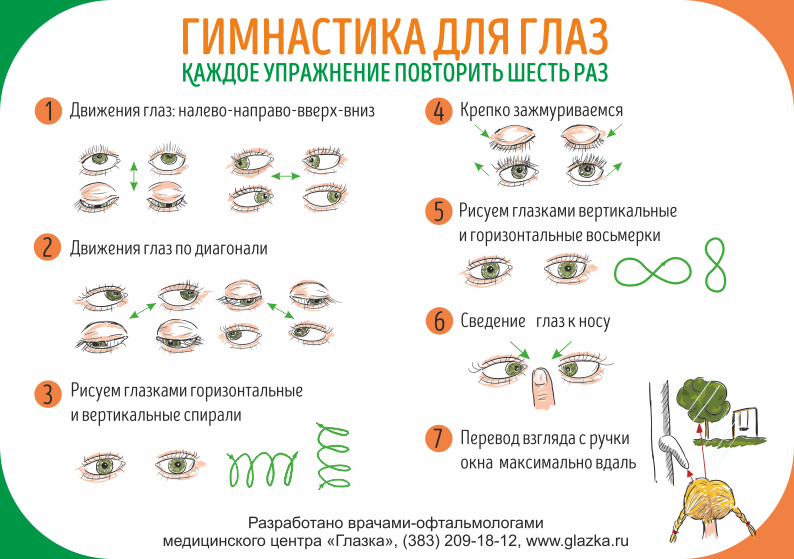 ГИМНАСТИКА ДЛЯ ГЛАЗ
КАЖДОЕ УПРАЖНЕНИЕ ПОВТОРИТЬ ШЕСТЬ РАЗ
1 Движения глаз: налево-направо-вверх-вниз
2 Движения глаз по диагонали
3 Рисуем глазками горизонтальные
и вертикальные спирали
4 Крепко зажмуриваемся
5 Рисуем глазками вертикальные
и горизонтальные восьмерки
6 Сведение глаз к носу
7 Перевод взгляда с ручки
окна максимально вдаль
Разработано врачами-офтальмологами
медицинского центра «Глазка», (383) 209-18-12, www.glazka.ru